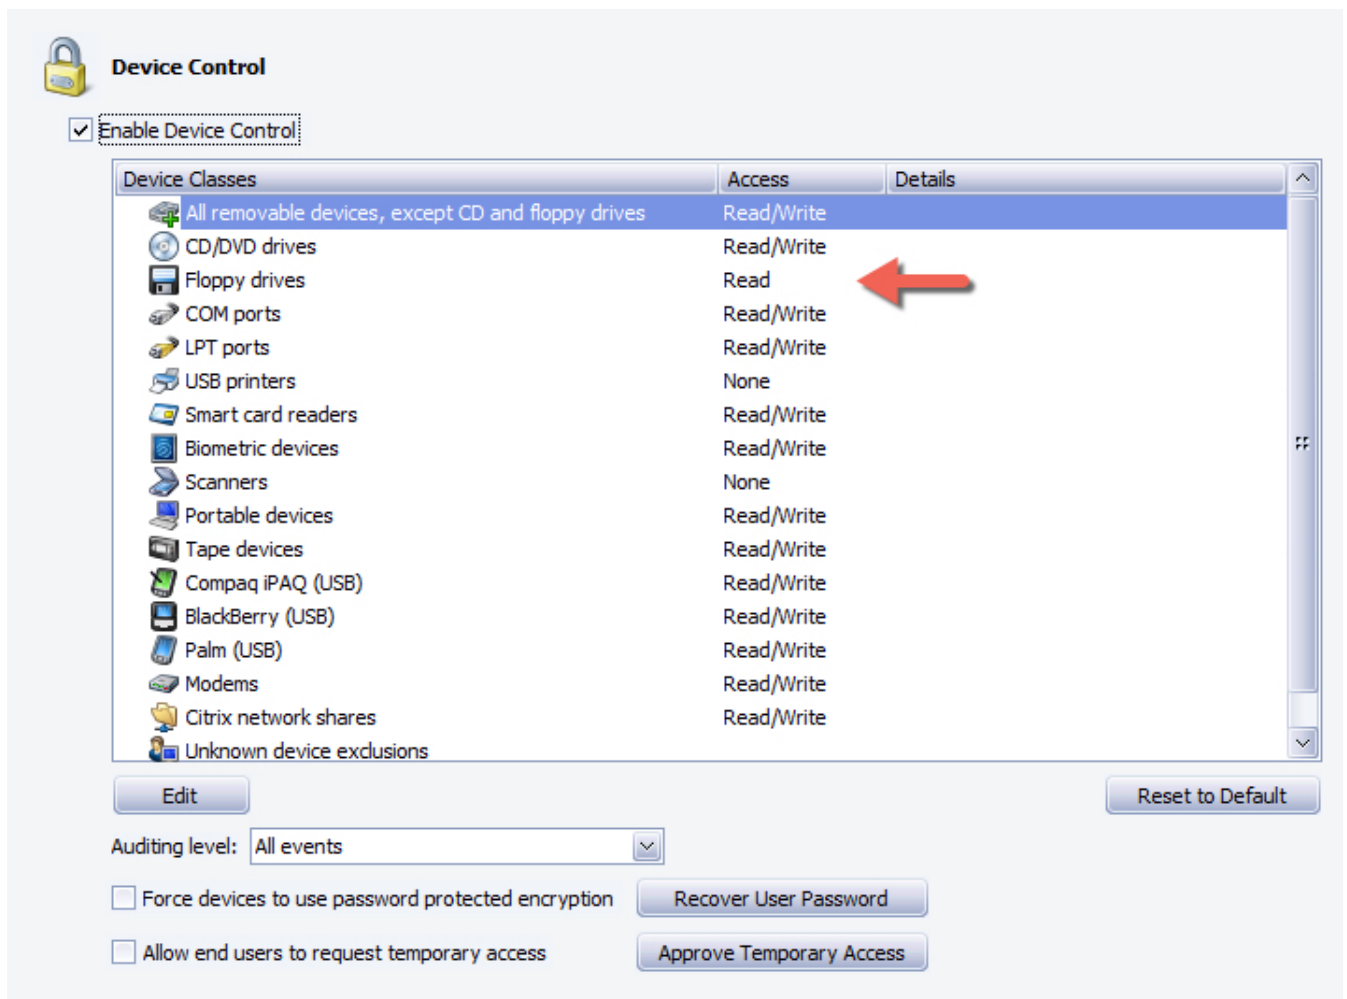 Device Control
Enable Device Control
Device Classes Access Details
All removable devices, except CD and floppy drives Read/Write
CD/DVD drives Read/Write
Floppy drives Read
COM ports Read/Write
LPT ports Read/Write
USB printers None
Smart card readers Read/Write
Biometric devices Read/Write
Scanners None
Portable devices Read/Write
Tape devices Read/Write
Compaq iPAQ (USB) Read/Write
BlackBerry (USB) Read/Write
Palm (USB) Read/Write
Modems Read/Write
Citrix network shares Read/Write
Unknown device exclusions
Edit Reset to Default
Auditing level: All events
Force devices to use password protected encryption Recover User Password
Allow end users to request temporary access Approve Temporary Access